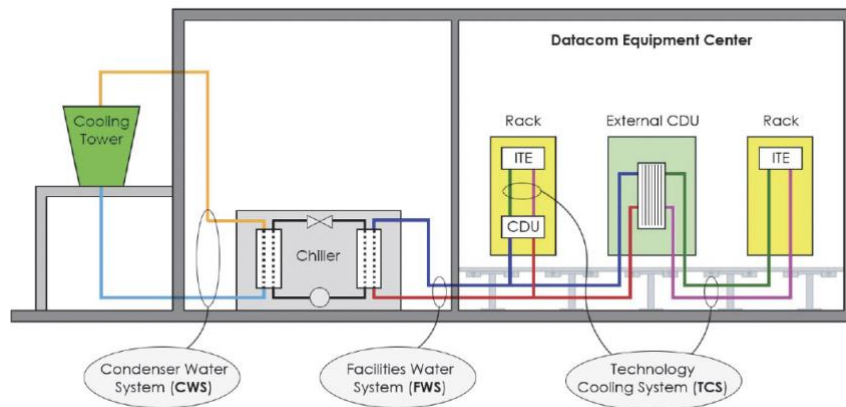 Datacom Equipment Center
Cooling
Tower
Rack
External CDU
Rack
ITE
ITE
CDU
Chiller
Condenser Water
System (CWS)
Facilities Water
System (FWS)
Technology
Cooling System (TCS)